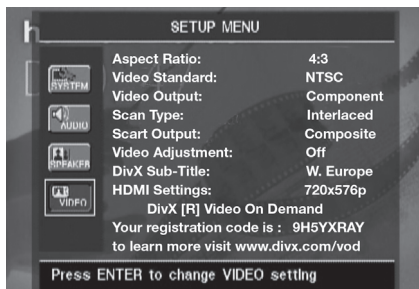 SETUP MENU
SYSTEM
AUDIO
SPEAKER
VIDEO
Aspect Ratio: 4:3
Video Standard: NTSC
Video Output: Component
Scan Type: Interlaced
Scart Output: Composite
Video Adjustment: Off
DivX Sub-Title: W. Europe
HDMI Settings: 720x576p
DivX [R] Video On Demand
Your registration code is : 9H5YXRAY
to learn more visit www.divx.com/vod
Press ENTER to change VIDEO setting